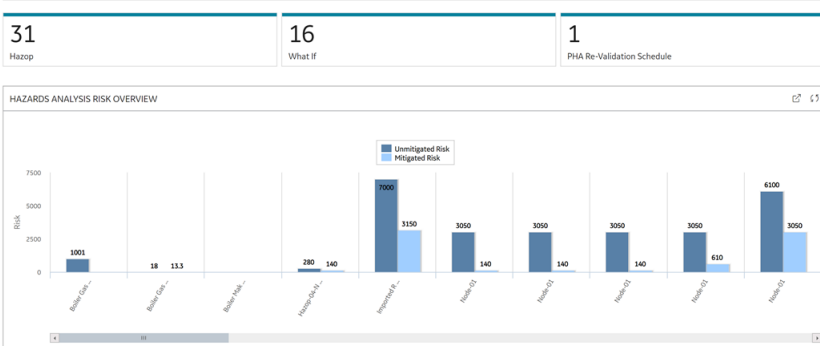 31
Hazop
16
What If
1
PHA Re-Validation Schedule
HAZARDS ANALYSIS RISK OVERVIEW
Unmitigated Risk
Mitigated Risk
Risk
7500
5000
2500
0
1001
18 13.3
280 140
7000 3150
3050 140
3050 140
3050 140
3050 610
6100 3050
Boiler Gas ...
Boiler Gas ...
Boiler Mak ...
Hazop-04-N ...
Imported R ...
Node-01
Node-01
Node-01
Node-01
Node-01